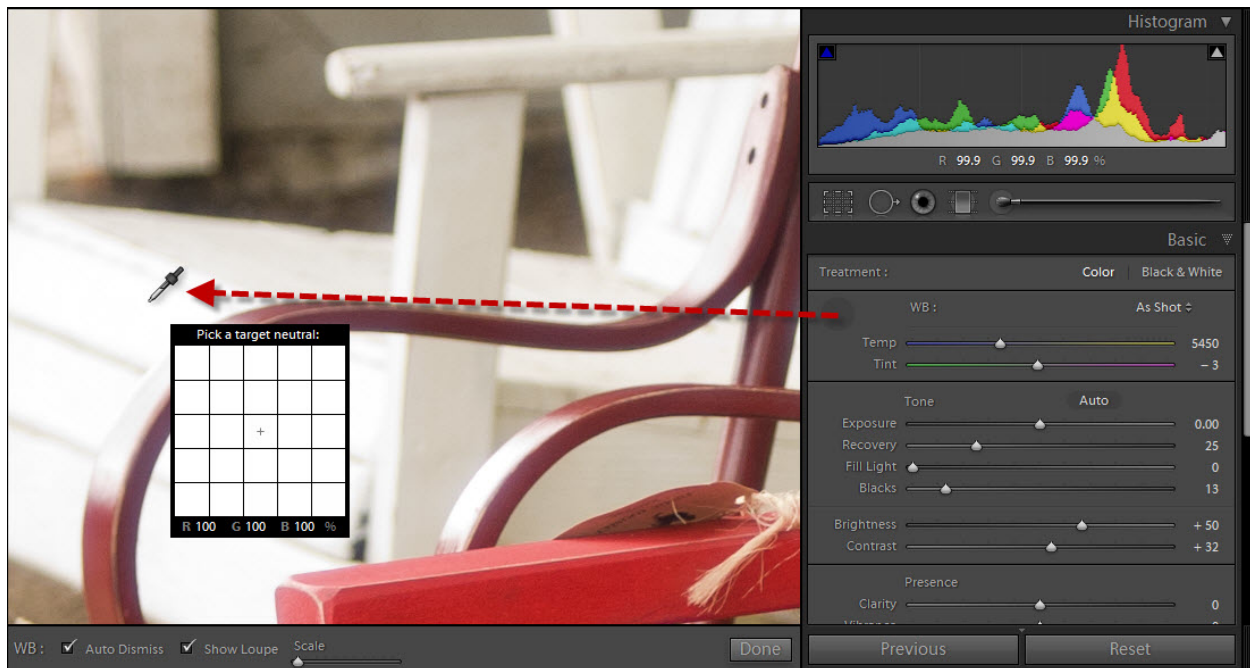 Histogram
R 99.9 G 99.9 B 99.9 %
Basic
Treatment : Color Black & White
WB : As Shot
Temp 5450
Tint – 3
Tone Auto
Exposure 0.00
Recovery 25
Fill Light 0
Blacks 13
Brightness + 50
Contrast + 32
Presence
Clarity 0
Pick a target neutral:
R 100 G 100 B 100 %
WB : Auto Dismiss Show Loupe Scale
Done
Previous
Reset